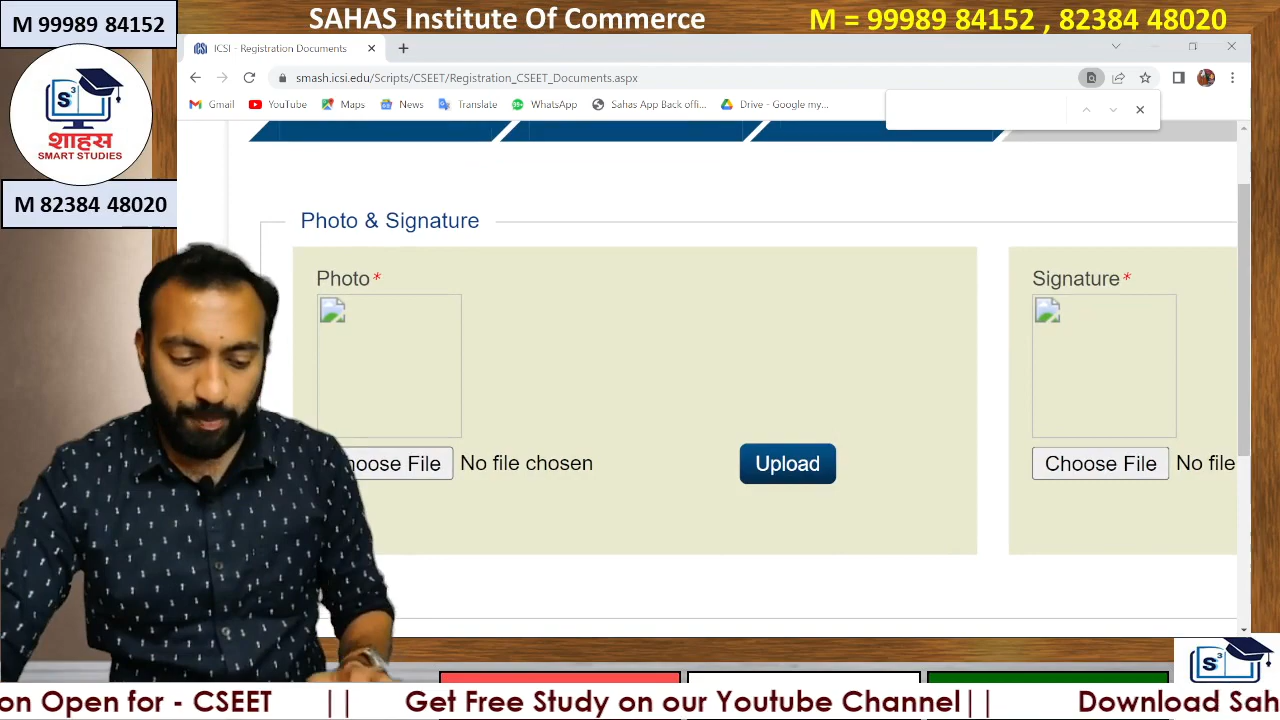 M 99989 84152
SAHAS Institute Of Commerce
M = 99989 84152 , 82384 48020
ICSI - Registration Documents
smash.icsi.edu/Scripts/CSEET/Registration_CSEET_Documents.aspx
Gmail
YouTube
Maps
News
Translate
WhatsApp
Sahas App Back offi...
Drive - Google my...
S3
शाहस
SMART STUDIES
M 82384 48020
Photo & Signature
Photo*
Signature*
hoose File
No file chosen
Upload
Choose File
No file
S3
on Open for - CSEET || Get Free Study on our Youtube Channel|| Download Sah